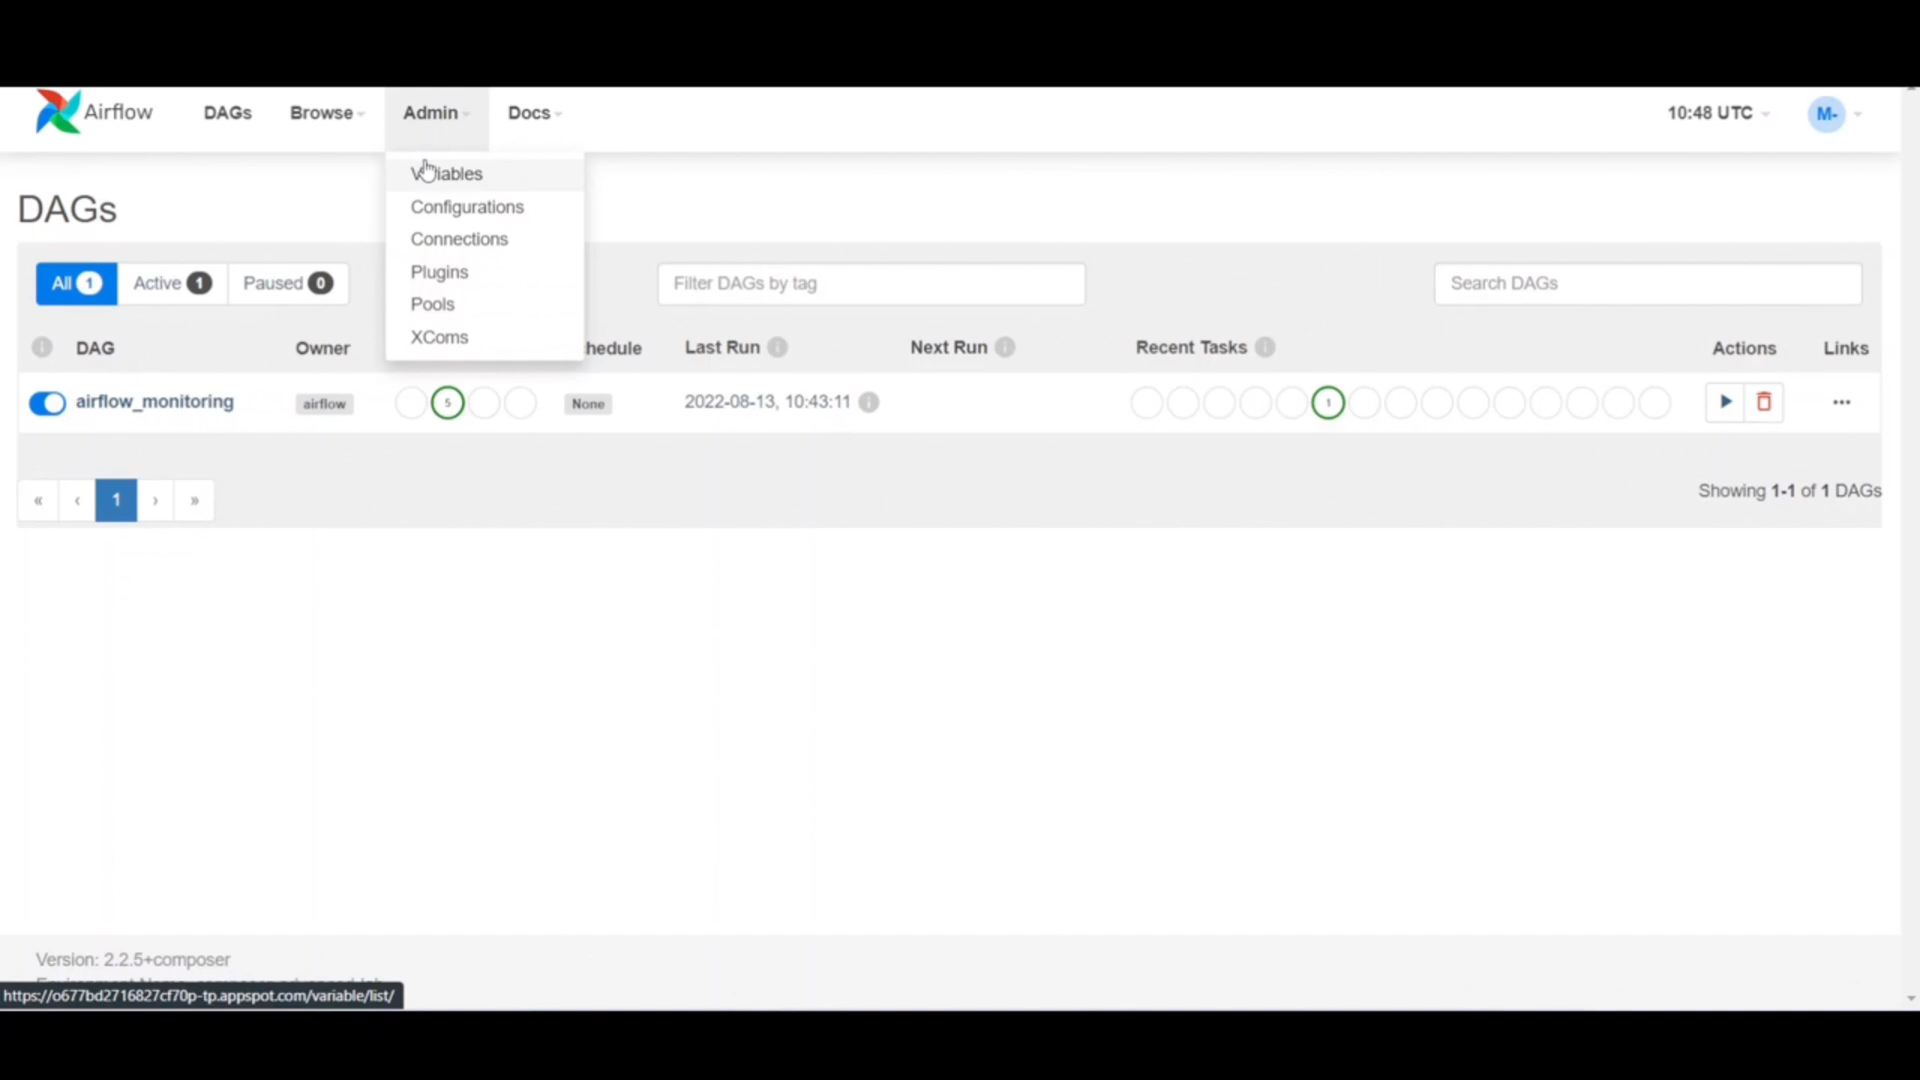 Airflow DAGs Browse Admin Docs 10:48 UTC M-
Variables
Configurations
Connections
Plugins
Pools
XComs
DAGs
All 1 Active 1 Paused 0 Filter DAGs by tag Search DAGs
DAG Owner hedule Last Run Next Run Recent Tasks Actions Links
airflow_monitoring airflow 5 None 2022-08-13, 10:43:11 1 ...
« ‹ 1 › » Showing 1-1 of 1 DAGs
Version: 2.2.5+composer
https://o677bd2716827cf70p-tp.appspot.com/variable/list/